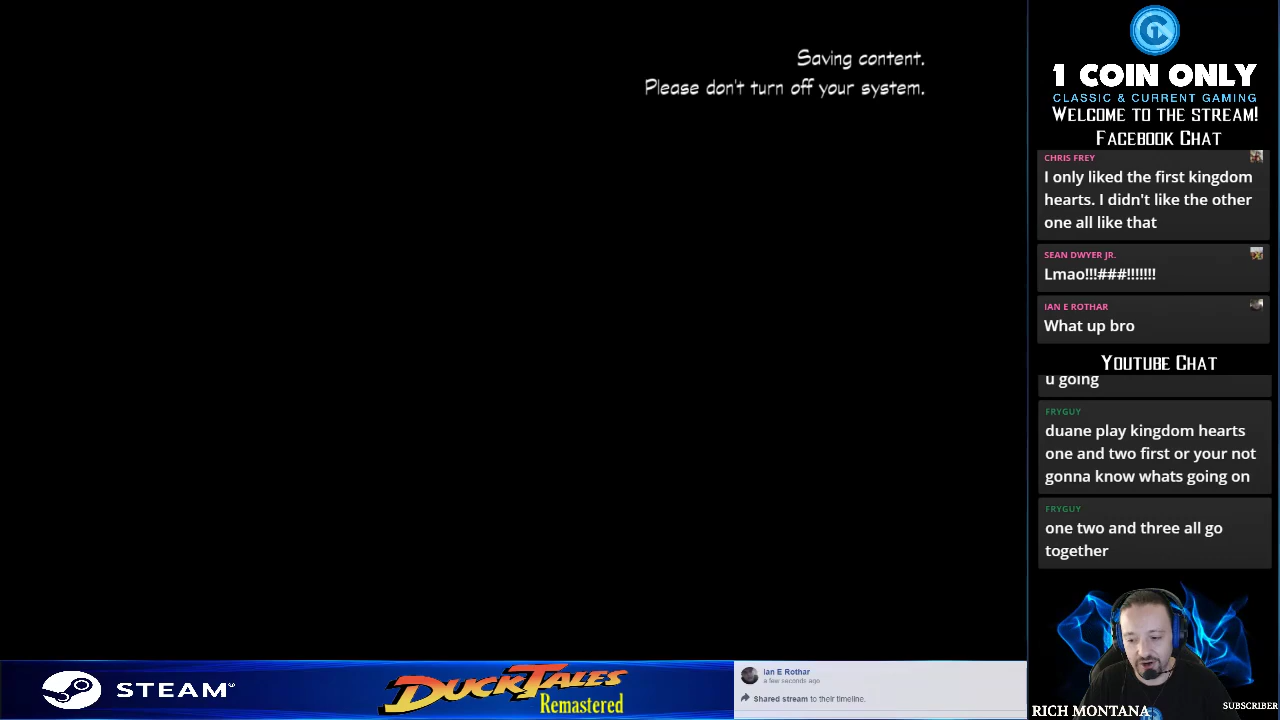 Saving content.
Please don't turn off your system.
1 COIN ONLY
CLASSIC & CURRENT GAMING
WELCOME TO THE STREAM!
FACEBOOK CHAT
CHRIS FREY
I only liked the first kingdom
hearts. I didn't like the other
one all like that
SEAN DWYER JR.
Lmao!!!###!!!!!!!
IAN E ROTHAR
What up bro
YOUTUBE CHAT
u going
FRYGUY
duane play kingdom hearts
one and two first or your not
gonna know whats going on
FRYGUY
one two and three all go
together
STEAM
DUCKTALES
Remastered
Ian E Rothar
a few seconds ago
Shared stream to their timeline.
RICH MONTANA
SUBSCRIBER